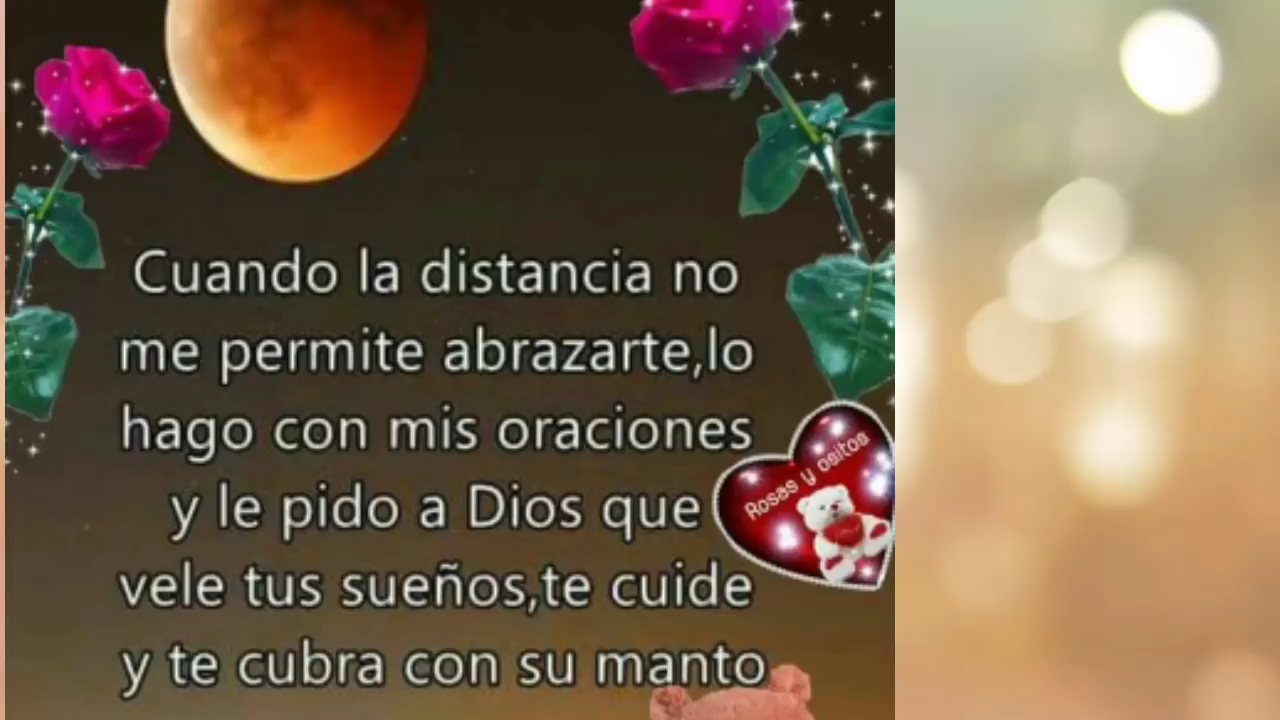 Cuando la distancia no
me permite abrazarte,lo
hago con mis oraciones
y le pido a Dios que
vele tus sueños,te cuide
y te cubra con su manto
Rosas y ositos